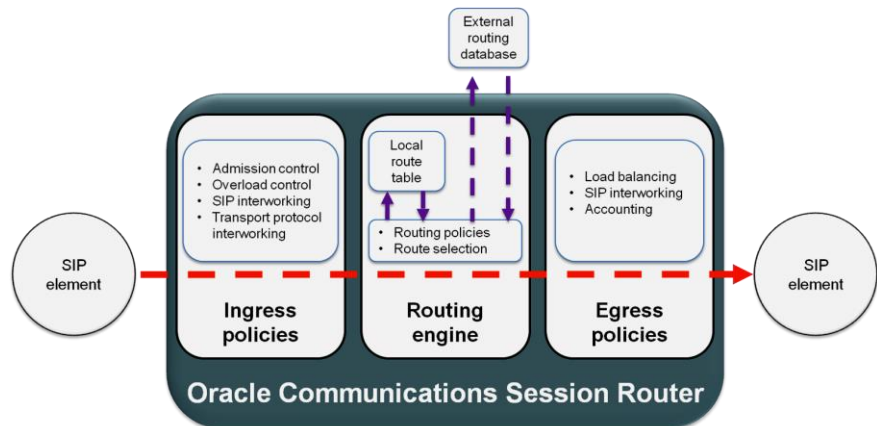 External
routing
database
• Admission control
• Overload control
• SIP interworking
• Transport protocol
interworking
Local
route
table
• Routing policies
• Route selection
• Load balancing
• SIP interworking
• Accounting
SIP
element
Ingress
policies
Routing
engine
Egress
policies
SIP
element
Oracle Communications Session Router